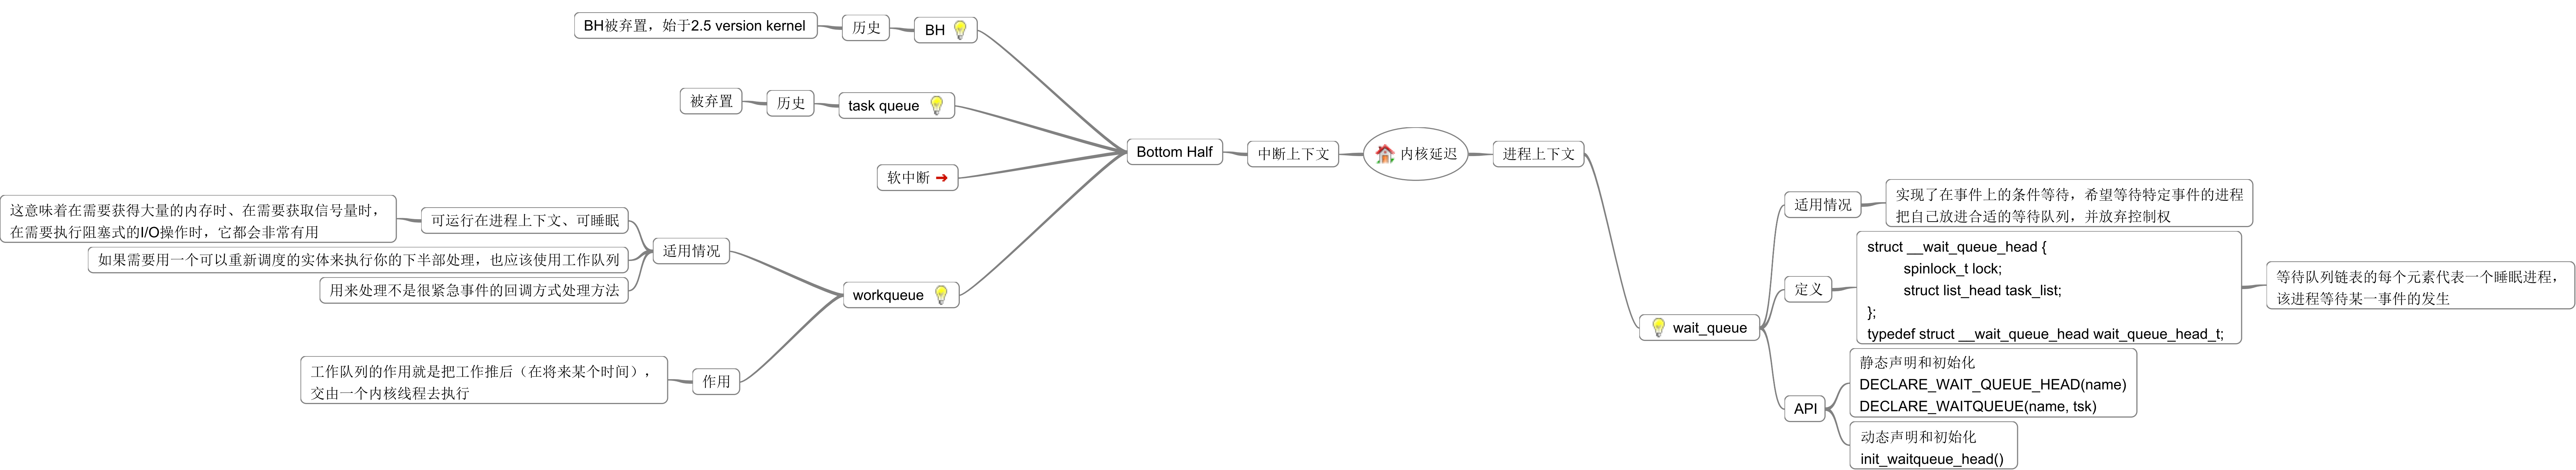 内核延迟
中断上下文
Bottom Half
BH
历史
BH被弃置，始于2.5 version kernel
task queue
历史
被弃置
软中断
workqueue
适用情况
可运行在进程上下文、可睡眠
这意味着在需要获得大量的内存时、在需要获取信号量时，
在需要执行阻塞式的I/O操作时，它都会非常有用
如果需要用一个可以重新调度的实体来执行你的下半部处理，也应该使用工作队列
用来处理不是很紧急事件的回调方式处理方法
作用
工作队列的作用就是把工作推后（在将来某个时间），
交由一个内核线程去执行
进程上下文
wait_queue
适用情况
实现了在事件上的条件等待，希望等待特定事件的进程
把自己放进合适的等待队列，并放弃控制权
定义
struct __wait_queue_head {
spinlock_t lock;
struct list_head task_list;
};
typedef struct __wait_queue_head wait_queue_head_t;
等待队列链表的每个元素代表一个睡眠进程，
该进程等待某一事件的发生
API
静态声明和初始化
DECLARE_WAIT_QUEUE_HEAD(name)
DECLARE_WAITQUEUE(name, tsk)
动态声明和初始化
init_waitqueue_head()